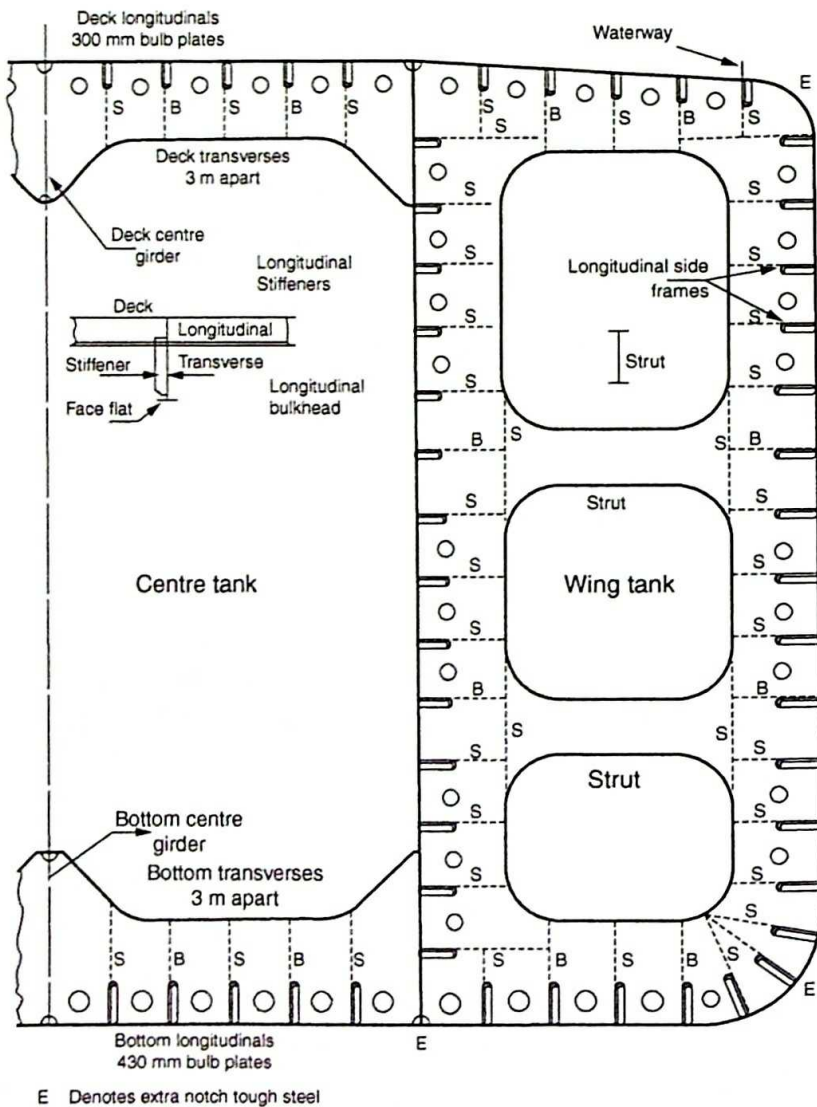 Deck longitudinals
300 mm bulb plates
Waterway
E
S B S B S
S B S B S
S
Deck transverses
3 m apart
S S
Deck centre
girder
S S
Longitudinal
Stiffeners
Longitudinal side
frames
Deck
Longitudinal
S S
Stiffener
Transverse
Strut
Longitudinal
bulkhead
S S
Face flat
B S S B
S S
Strut
S S
Centre tank
Wing tank
S S
B B
S S
S S
Strut
S S
Bottom centre
girder
Bottom transverses
3 m apart
S S
S B S B S
S B S B S
E
Bottom longitudinals
430 mm bulb plates
E
E Denotes extra notch tough steel